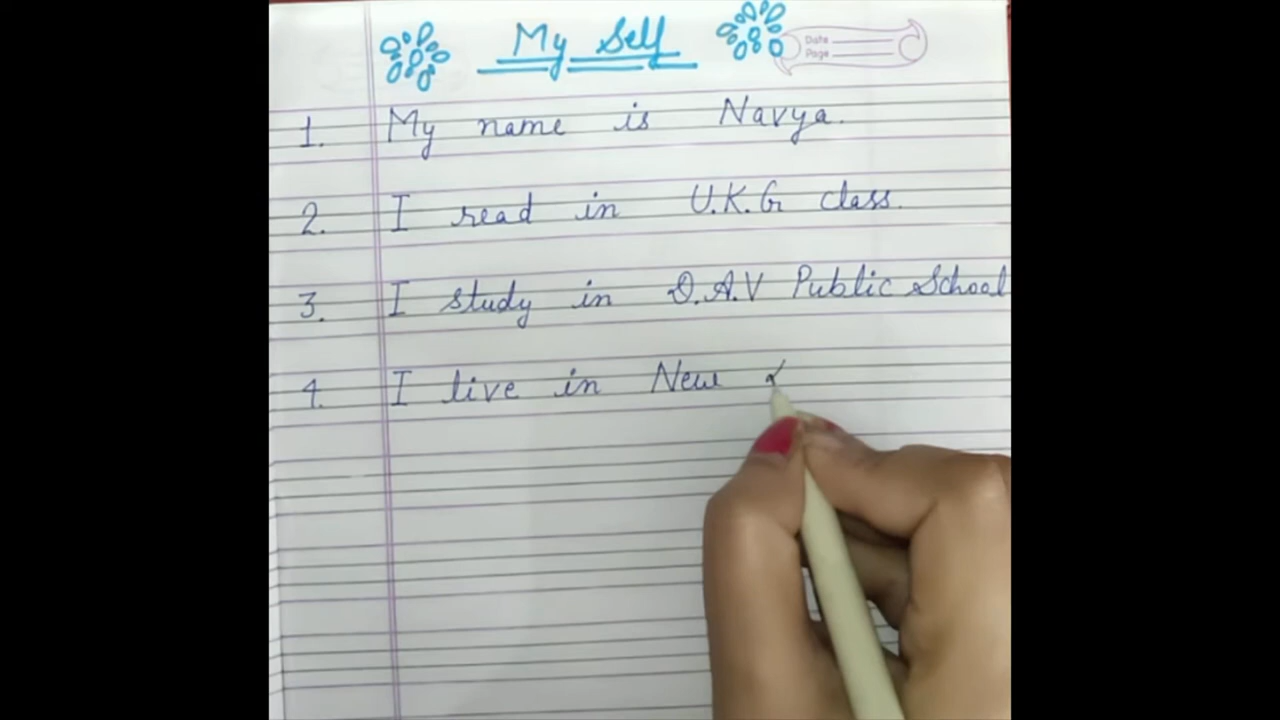 My Self
Date
Page
1. My name is Navya.
2. I read in U.K.G class.
3. I study in D.A.V Public School
4. I live in New